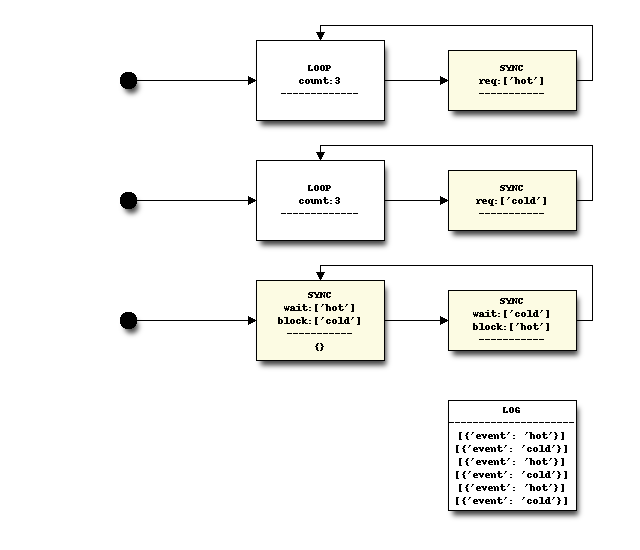 LOOP
count:3
-------------
SYNC
req:['hot']
-----------
LOOP
count:3
-------------
SYNC
req:['cold']
-----------
SYNC
wait:['hot']
block:['cold']
-----------
{}
SYNC
wait:['cold']
block:['hot']
-----------
LOG
---------------------
[{'event': 'hot'}]
[{'event': 'cold'}]
[{'event': 'hot'}]
[{'event': 'cold'}]
[{'event': 'hot'}]
[{'event': 'cold'}]